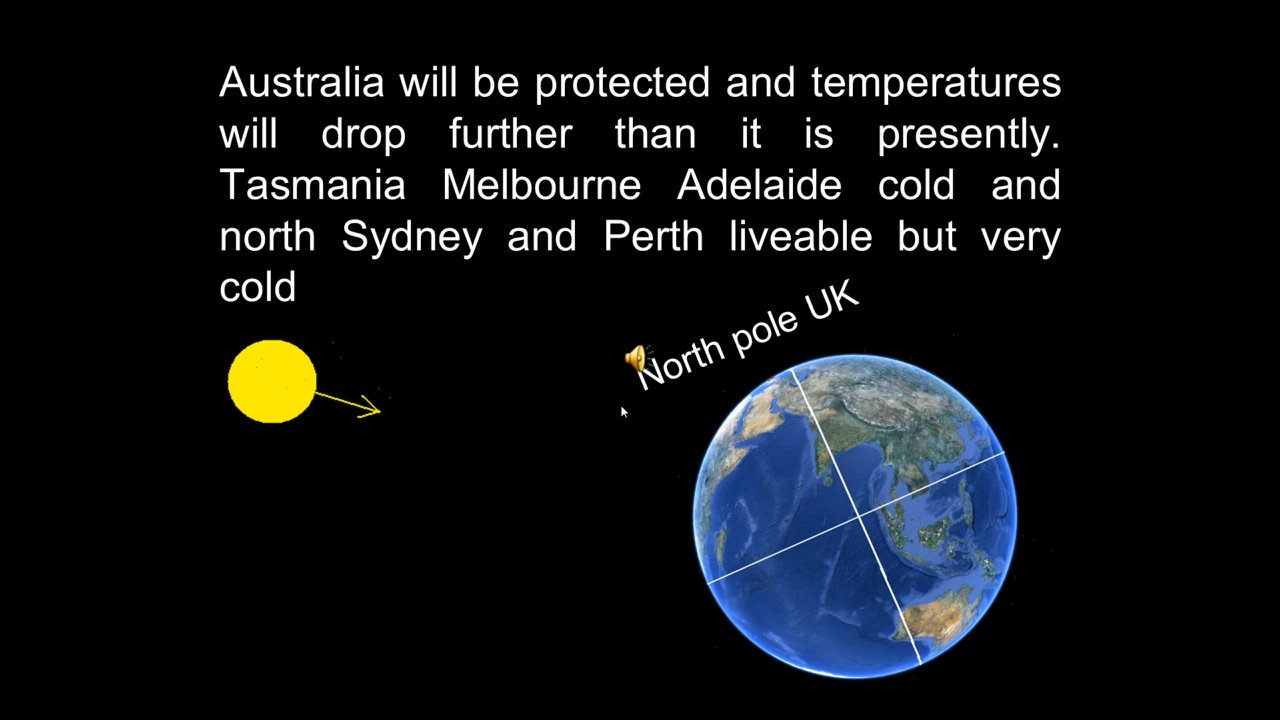 Australia will be protected and temperatures
will drop further than it is presently.
Tasmania Melbourne Adelaide cold and
north Sydney and Perth liveable but very
cold
North pole UK